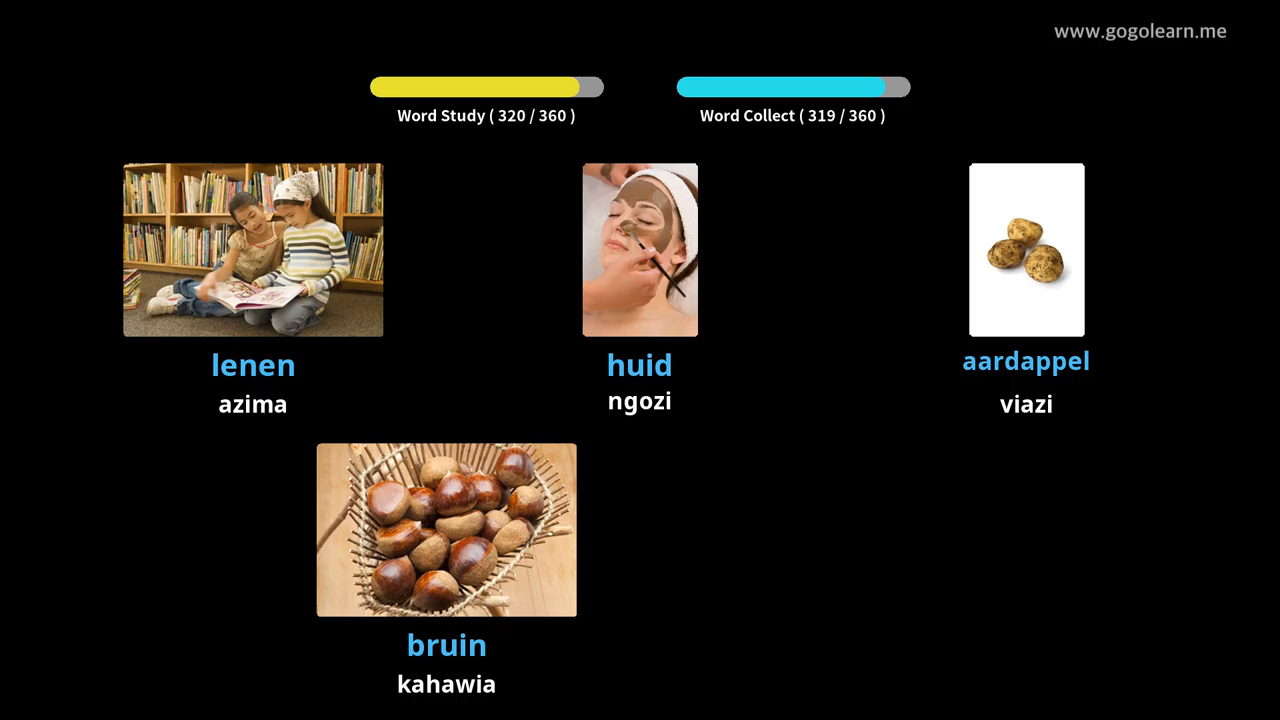 www.gogolearn.me
Word Study ( 320 / 360 )
Word Collect ( 319 / 360 )
lenen
azima
huid
ngozi
aardappel
viazi
bruin
kahawia